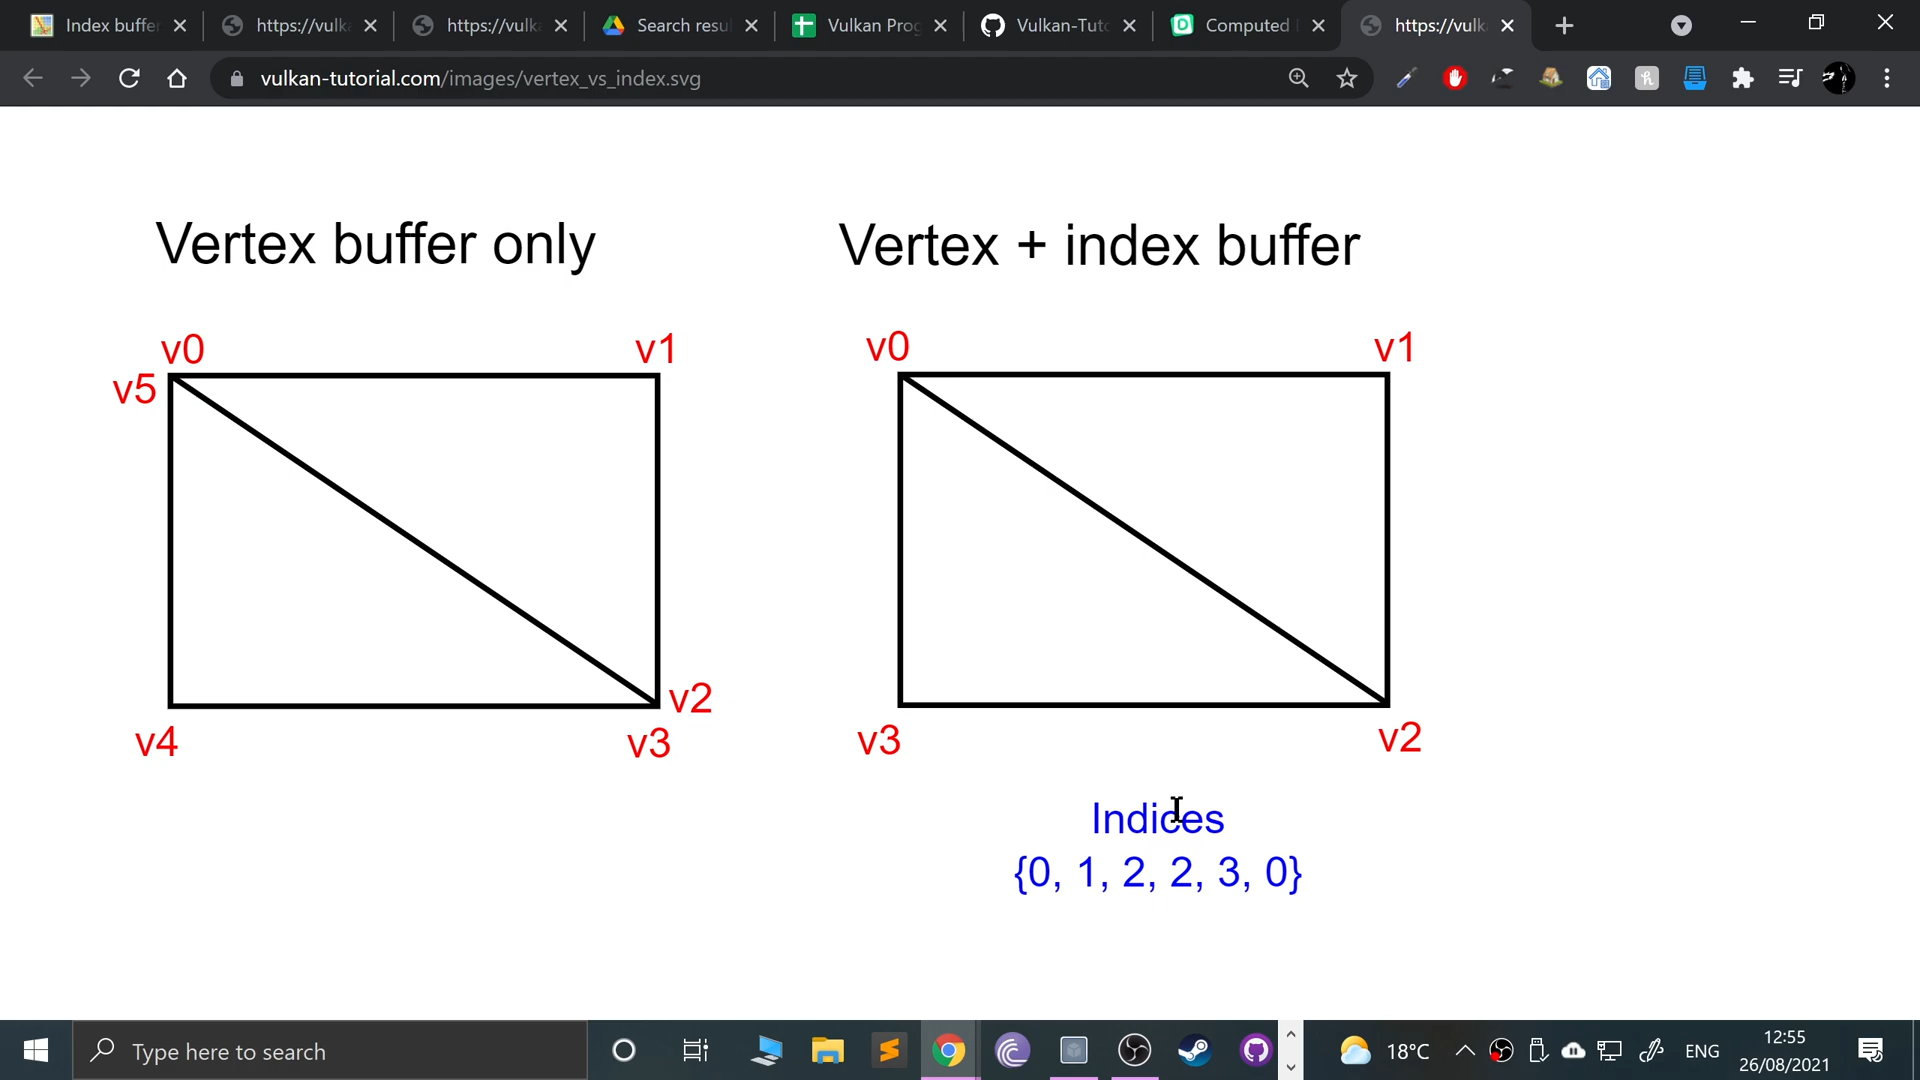 Index buffe
https://vulk
https://vulk
Search resu
Vulkan Prog
Vulkan-Tuto
Computed
https://vulk
vulkan-tutorial.com/images/vertex_vs_index.svg
Vertex buffer only
Vertex + index buffer
v0
v1
v5
v2
v4
v3
v0
v1
v3
v2
Indices
{0, 1, 2, 2, 3, 0}
Type here to search
18°C
ENG
12:55
26/08/2021